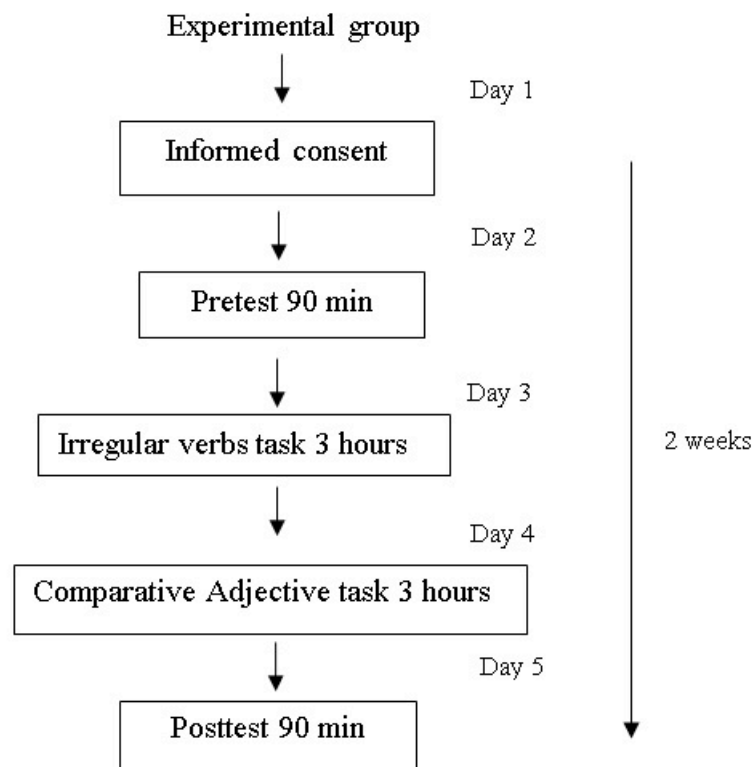 Experimental group
Day 1
Informed consent
Day 2
Pretest 90 min
Day 3
Irregular verbs task 3 hours
2 weeks
Day 4
Comparative Adjective task 3 hours
Day 5
Posttest 90 min